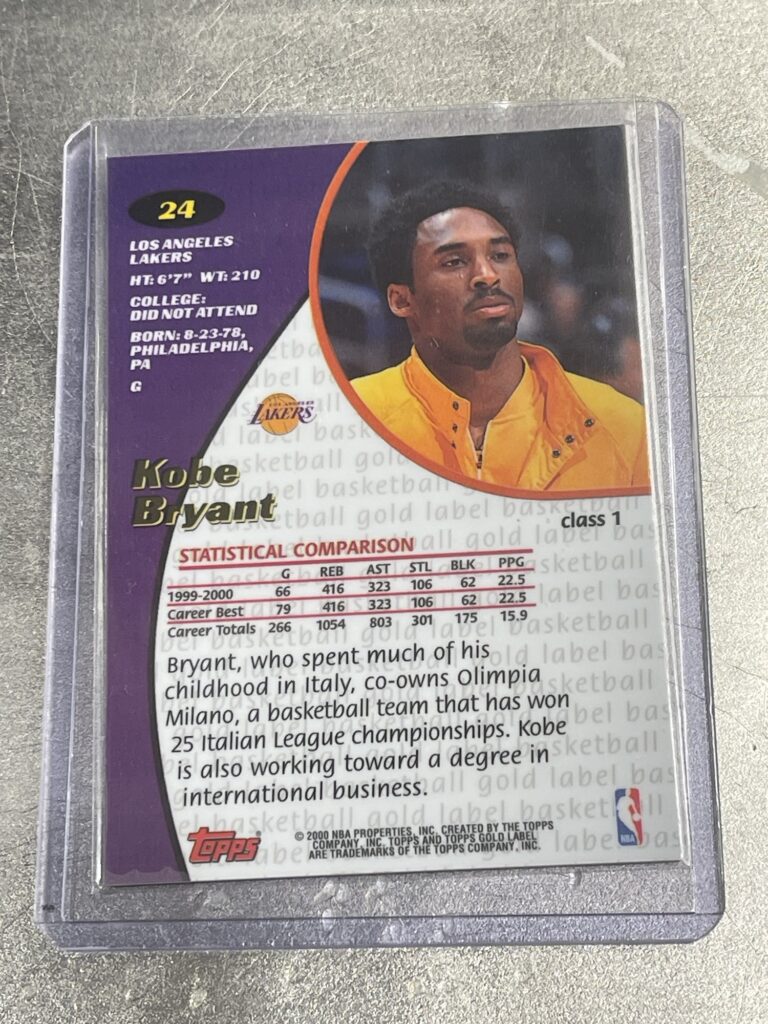 24
LOS ANGELES
LAKERS
HT: 6'7" WT: 210
COLLEGE:
DID NOT ATTEND
BORN: 8-23-78,
PHILADELPHIA,
PA
G
LOS ANGELES
LAKERS
Kobe
Bryant
class 1
STATISTICAL COMPARISON
G REB AST STL BLK PPG
1999-2000 66 416 323 106 62 22.5
Career Best 79 416 323 106 62 22.5
Career Totals 266 1054 803 301 175 15.9
Bryant, who spent much of his
childhood in Italy, co-owns Olimpia
Milano, a basketball team that has won
25 Italian League championships. Kobe
is also working toward a degree in
international business.
TOPPS
© 2000 NBA PROPERTIES, INC. CREATED BY THE TOPPS
COMPANY, INC. TOPPS AND TOPPS GOLD LABEL
ARE TRADEMARKS OF THE TOPPS COMPANY, INC.
NBA